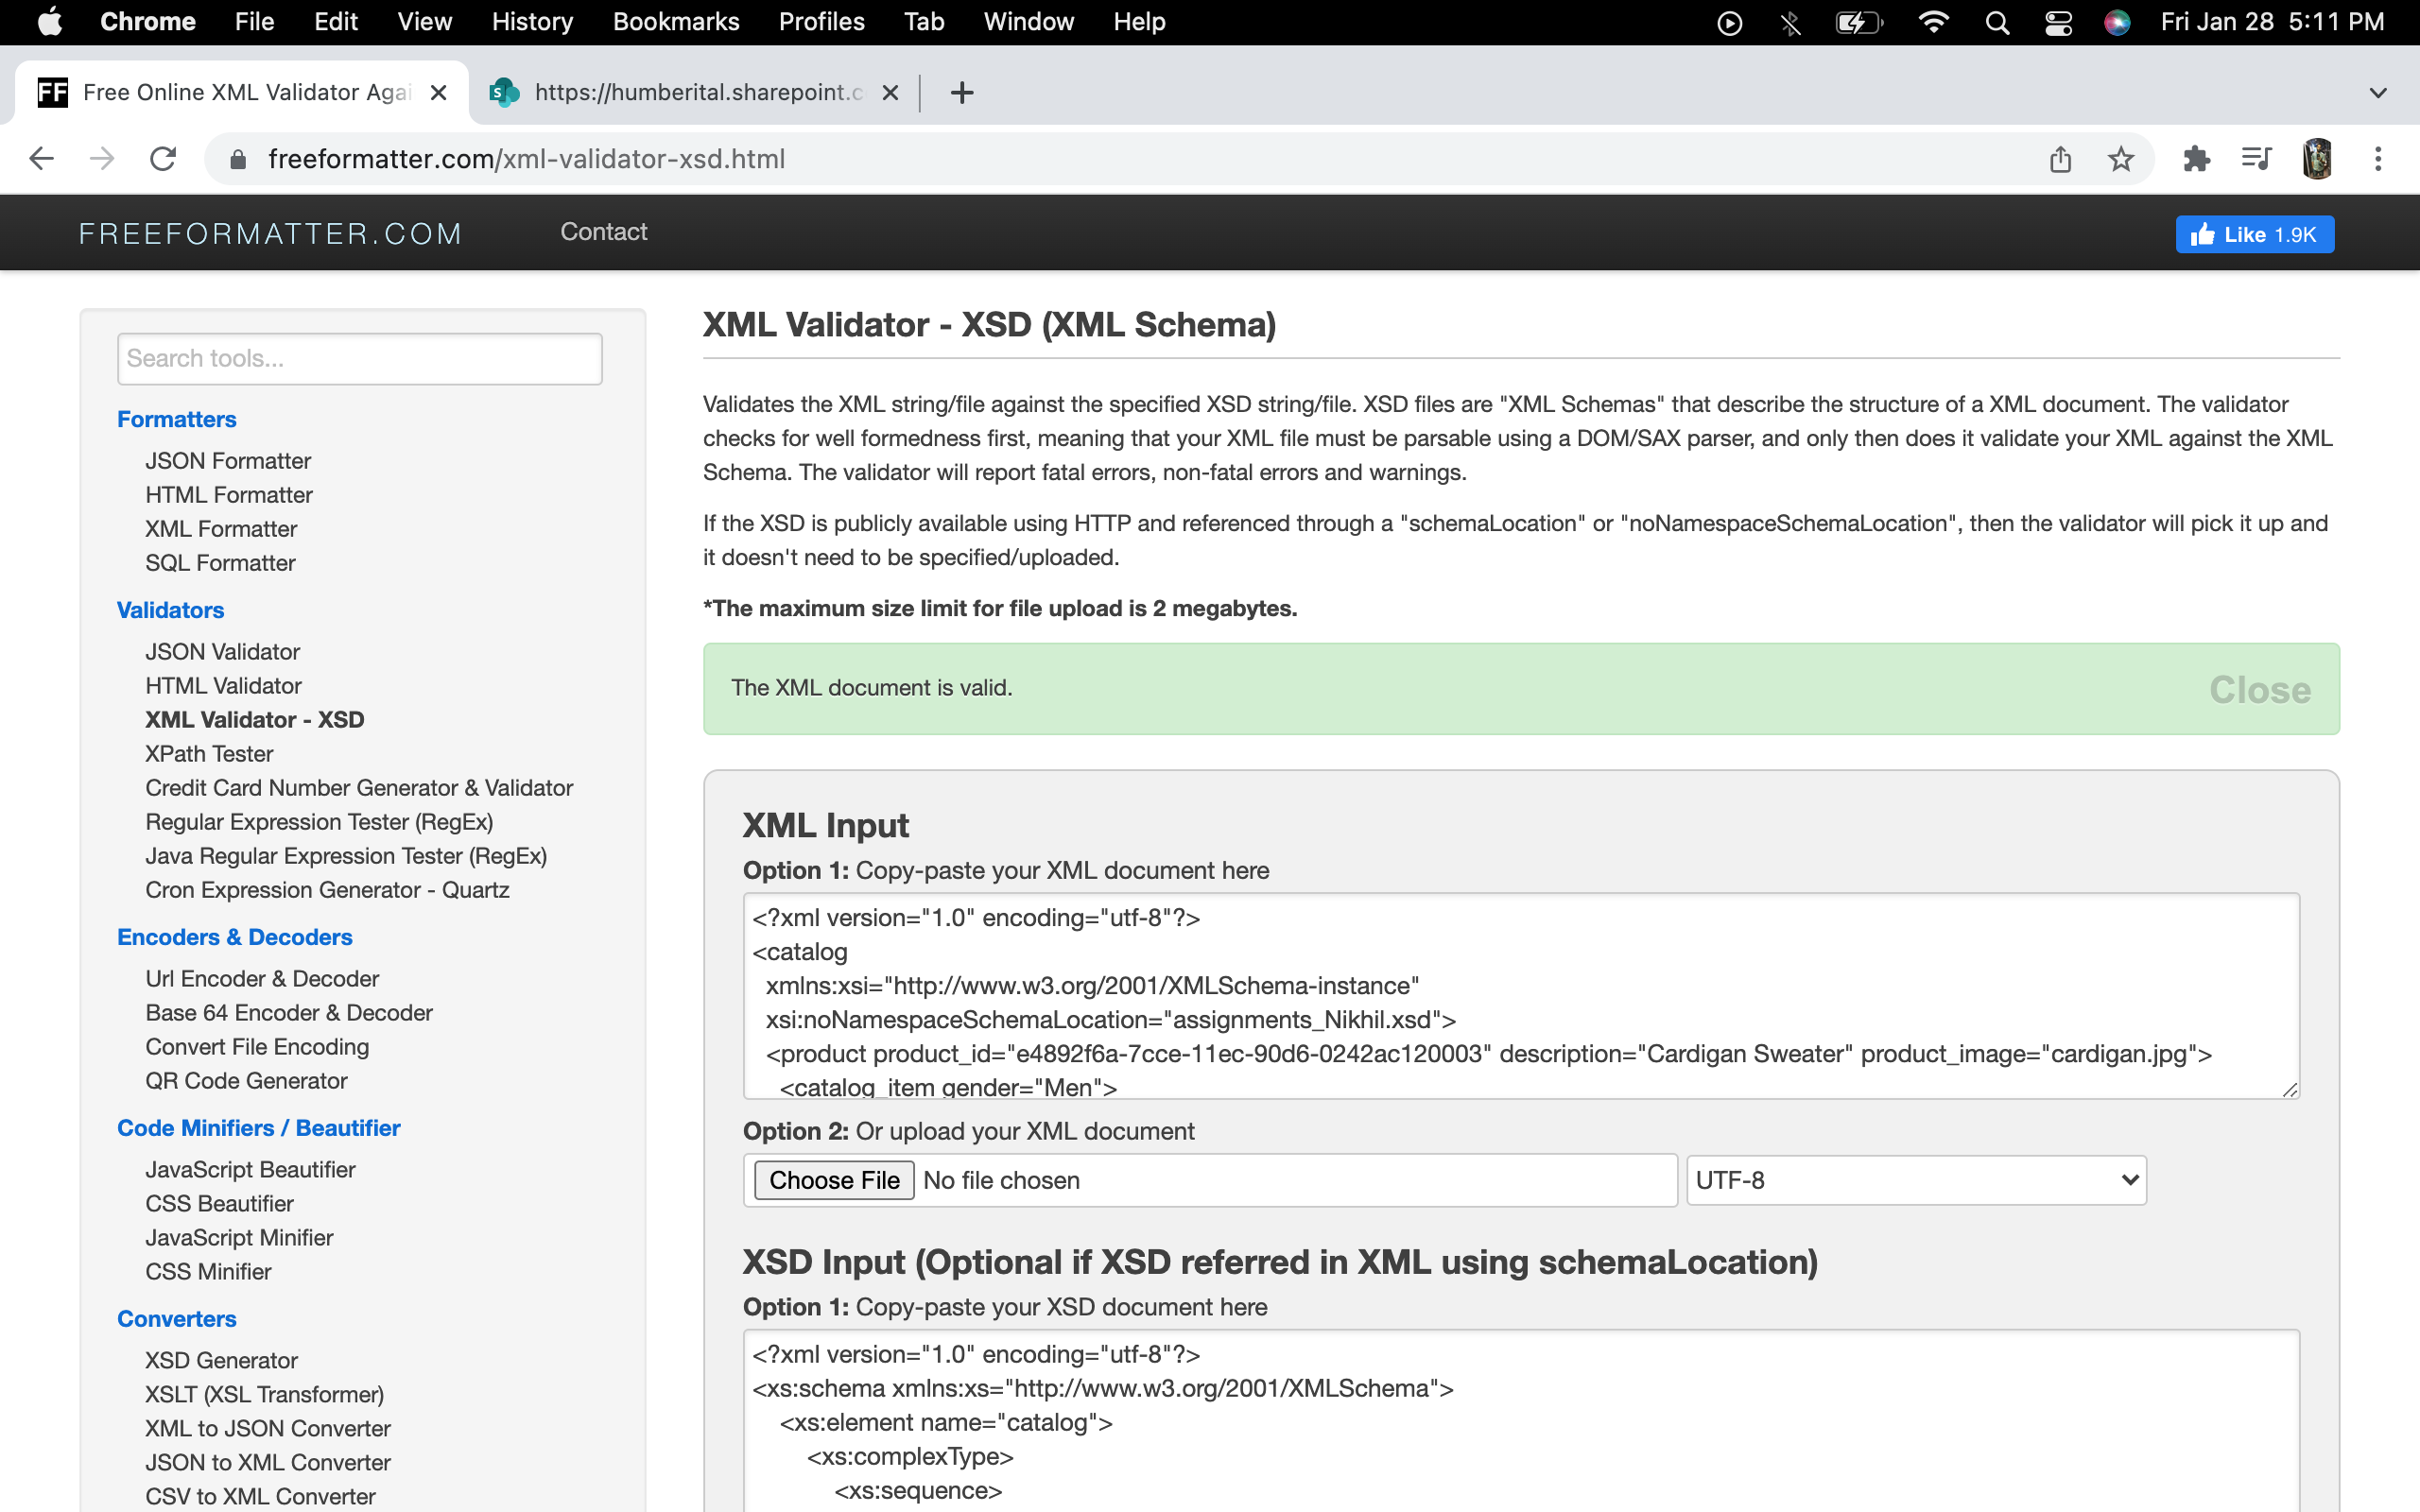 Chrome File Edit View History Bookmarks Profiles Tab Window Help Fri Jan 28 5:11 PM
FF Free Online XML Validator Agai https://humberital.sharepoint.c
freeformatter.com/xml-validator-xsd.html
FREEFORMATTER.COM Contact Like 1.9K
Search tools...
Formatters
JSON Formatter
HTML Formatter
XML Formatter
SQL Formatter
Validators
JSON Validator
HTML Validator
XML Validator - XSD
XPath Tester
Credit Card Number Generator & Validator
Regular Expression Tester (RegEx)
Java Regular Expression Tester (RegEx)
Cron Expression Generator - Quartz
Encoders & Decoders
Url Encoder & Decoder
Base 64 Encoder & Decoder
Convert File Encoding
QR Code Generator
Code Minifiers / Beautifier
JavaScript Beautifier
CSS Beautifier
JavaScript Minifier
CSS Minifier
Converters
XSD Generator
XSLT (XSL Transformer)
XML to JSON Converter
JSON to XML Converter
CSV to XML Converter
XML Validator - XSD (XML Schema)
Validates the XML string/file against the specified XSD string/file. XSD files are "XML Schemas" that describe the structure of a XML document. The validator
checks for well formedness first, meaning that your XML file must be parsable using a DOM/SAX parser, and only then does it validate your XML against the XML
Schema. The validator will report fatal errors, non-fatal errors and warnings.
If the XSD is publicly available using HTTP and referenced through a "schemaLocation" or "noNamespaceSchemaLocation", then the validator will pick it up and
it doesn't need to be specified/uploaded.
*The maximum size limit for file upload is 2 megabytes.
The XML document is valid. Close
XML Input
Option 1: Copy-paste your XML document here
<?xml version="1.0" encoding="utf-8"?>
<catalog
xmlns:xsi="http://www.w3.org/2001/XMLSchema-instance"
xsi:noNamespaceSchemaLocation="assignments_Nikhil.xsd">
<product product_id="e4892f6a-7cce-11ec-90d6-0242ac120003" description="Cardigan Sweater" product_image="cardigan.jpg">
<catalog_item gender="Men">
Option 2: Or upload your XML document
Choose File No file chosen UTF-8
XSD Input (Optional if XSD referred in XML using schemaLocation)
Option 1: Copy-paste your XSD document here
<?xml version="1.0" encoding="utf-8"?>
<xs:schema xmlns:xs="http://www.w3.org/2001/XMLSchema">
<xs:element name="catalog">
<xs:complexType>
<xs:sequence>